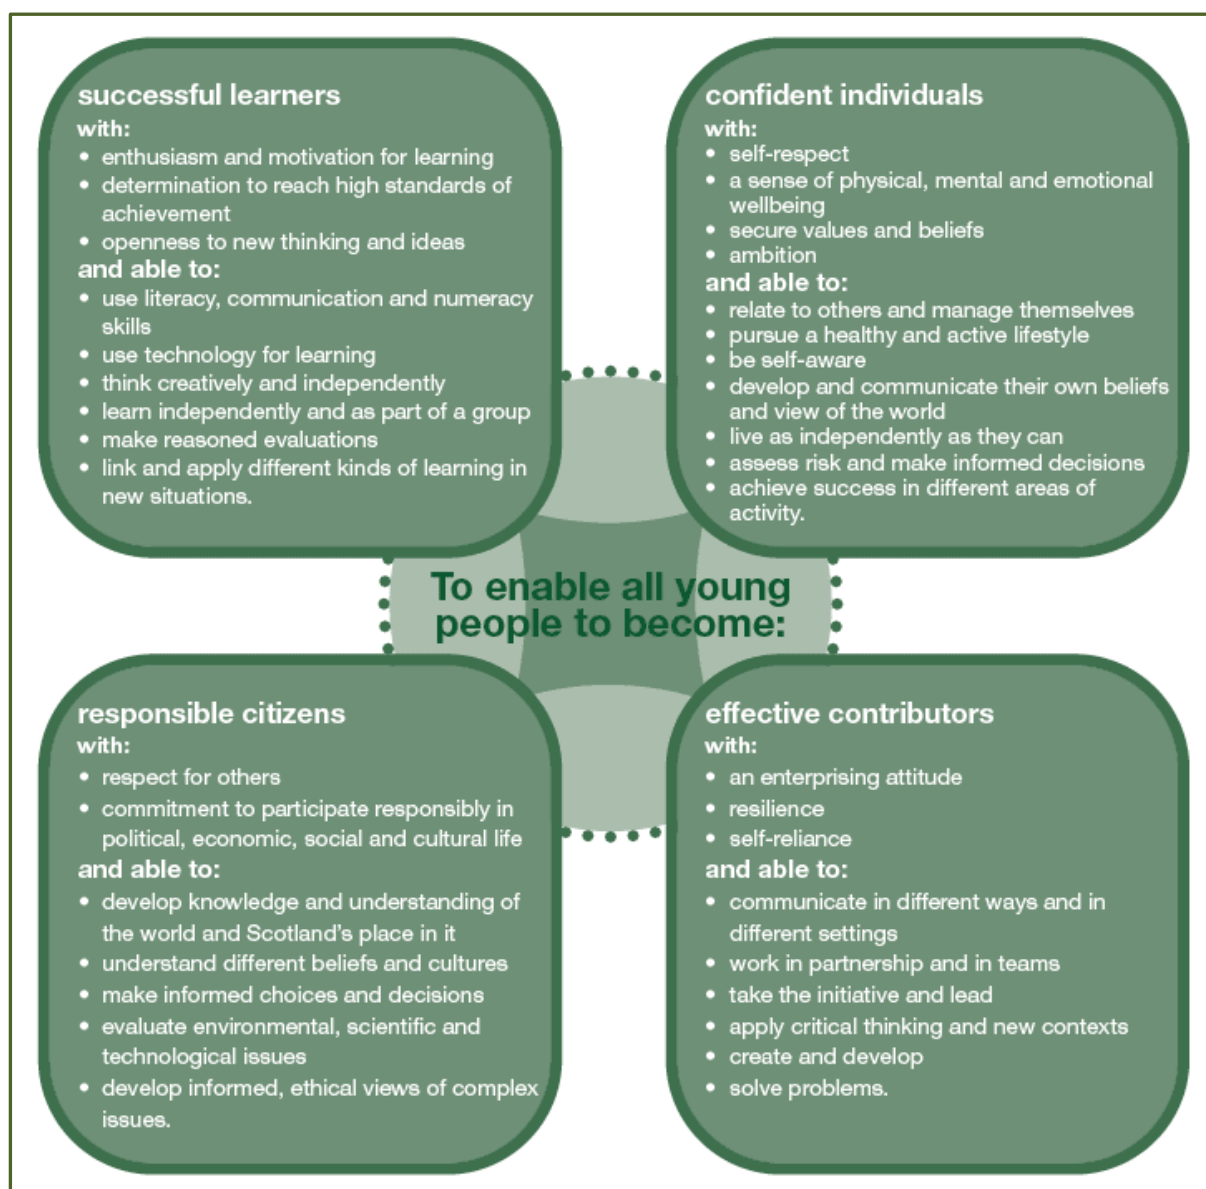 successful learners
with:
• enthusiasm and motivation for learning
• determination to reach high standards of
achievement
• openness to new thinking and ideas
and able to:
• use literacy, communication and numeracy
skills
• use technology for learning
• think creatively and independently
• learn independently and as part of a group
• make reasoned evaluations
• link and apply different kinds of learning in
new situations.
confident individuals
with:
• self-respect
• a sense of physical, mental and emotional
wellbeing
• secure values and beliefs
• ambition
and able to:
• relate to others and manage themselves
• pursue a healthy and active lifestyle
• be self-aware
• develop and communicate their own beliefs
and view of the world
• live as independently as they can
• assess risk and make informed decisions
• achieve success in different areas of
activity.
To enable all young
people to become:
responsible citizens
with:
• respect for others
• commitment to participate responsibly in
political, economic, social and cultural life
and able to:
• develop knowledge and understanding of
the world and Scotland’s place in it
• understand different beliefs and cultures
• make informed choices and decisions
• evaluate environmental, scientific and
technological issues
• develop informed, ethical views of complex
issues.
effective contributors
with:
• an enterprising attitude
• resilience
• self-reliance
and able to:
• communicate in different ways and in
different settings
• work in partnership and in teams
• take the initiative and lead
• apply critical thinking and new contexts
• create and develop
• solve problems.